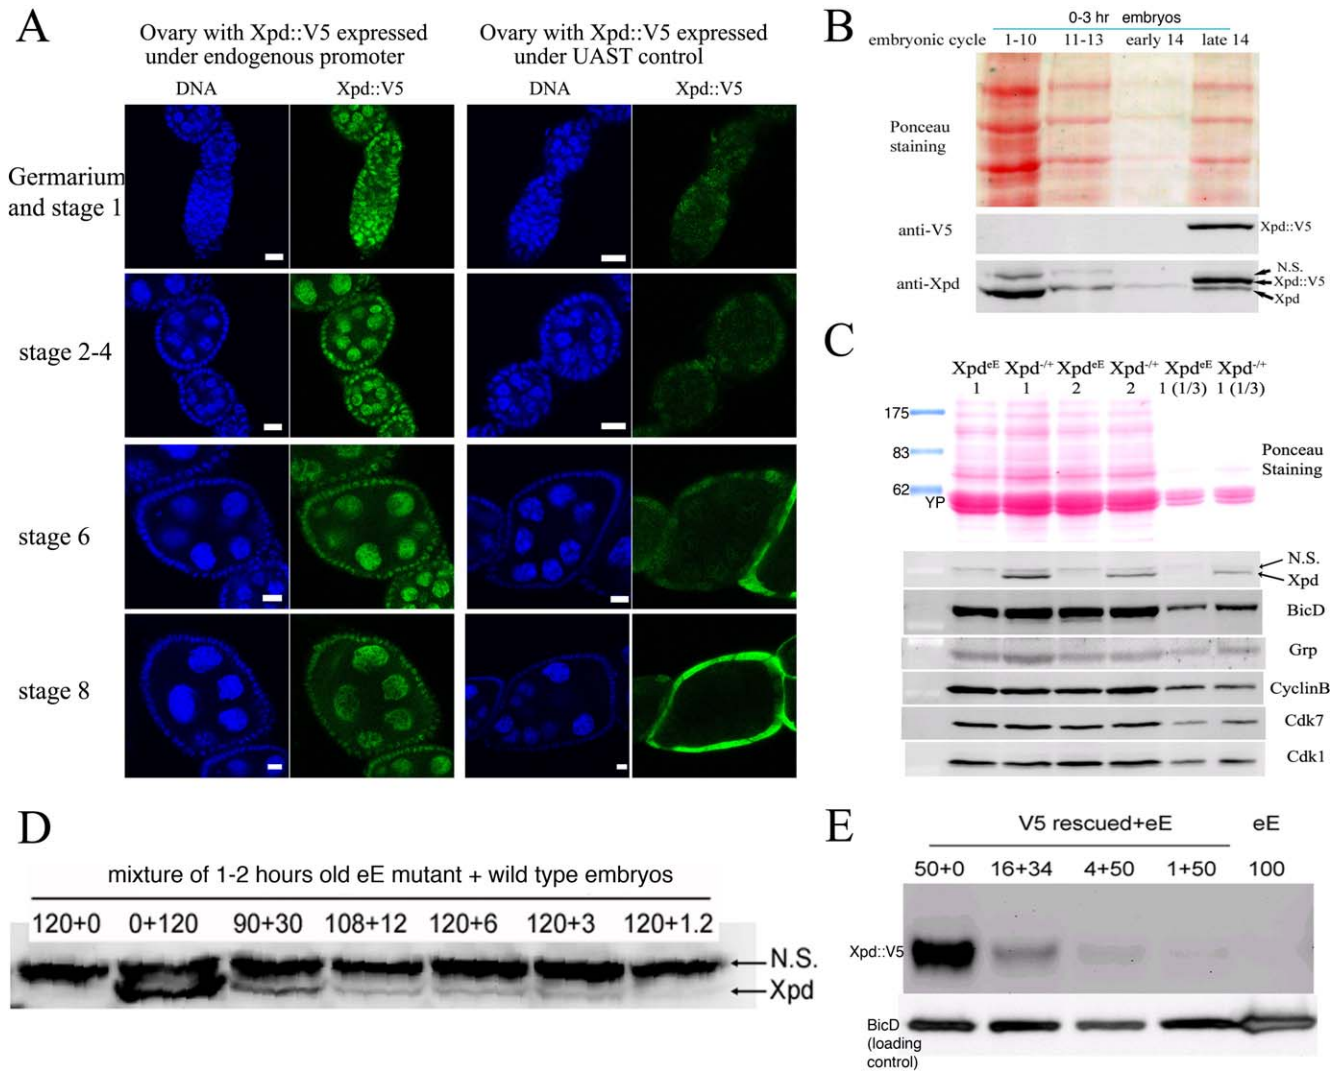 A
Ovary with Xpd::V5 expressed
under endogenous promoter
DNA
Xpd::V5
Ovary with Xpd::V5 expressed
under UAST control
DNA
Xpd::V5
Germarium
and stage 1
stage 2-4
stage 6
stage 8
B
0-3 hr embryos
embryonic cycle 1-10 11-13 early 14 late 14
Ponceau
staining
anti-V5
Xpd::V5
anti-Xpd
N.S.
Xpd::V5
Xpd
C
Xpdᵉᴱ Xpd⁻/⁺ Xpdᵉᴱ Xpd⁻/⁺ Xpdᵉᴱ Xpd⁻/⁺
1 1 2 2 1 (1/3) 1 (1/3)
175
83
62
YP
Ponceau
Staining
N.S.
Xpd
BicD
Grp
CyclinB
Cdk7
Cdk1
D
mixture of 1-2 hours old eE mutant + wild type embryos
120+0 0+120 90+30 108+12 120+6 120+3 120+1.2
N.S.
Xpd
E
V5 rescued+eE eE
50+0 16+34 4+50 1+50 100
Xpd::V5
BicD
(loading
control)